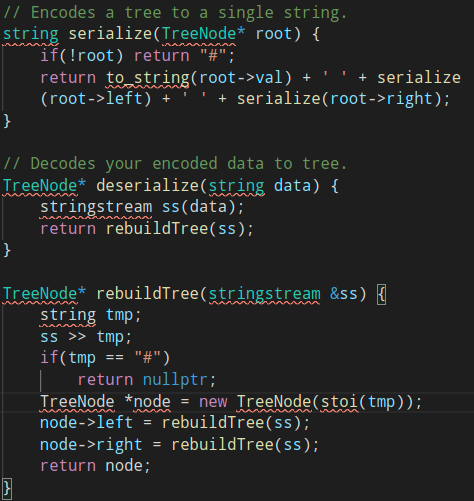 // Encodes a tree to a single string.
string serialize(TreeNode* root) {
    if(!root) return "#";
    return to_string(root->val) + ' ' + serialize
    (root->left) + ' ' + serialize(root->right);
}

// Decodes your encoded data to tree.
TreeNode* deserialize(string data) {
    stringstream ss(data);
    return rebuildTree(ss);
}

TreeNode* rebuildTree(stringstream &ss) {
    string tmp;
    ss >> tmp;
    if(tmp == "#")
        return nullptr;
    TreeNode *node = new TreeNode(stoi(tmp));
    node->left = rebuildTree(ss);
    node->right = rebuildTree(ss);
    return node;
}